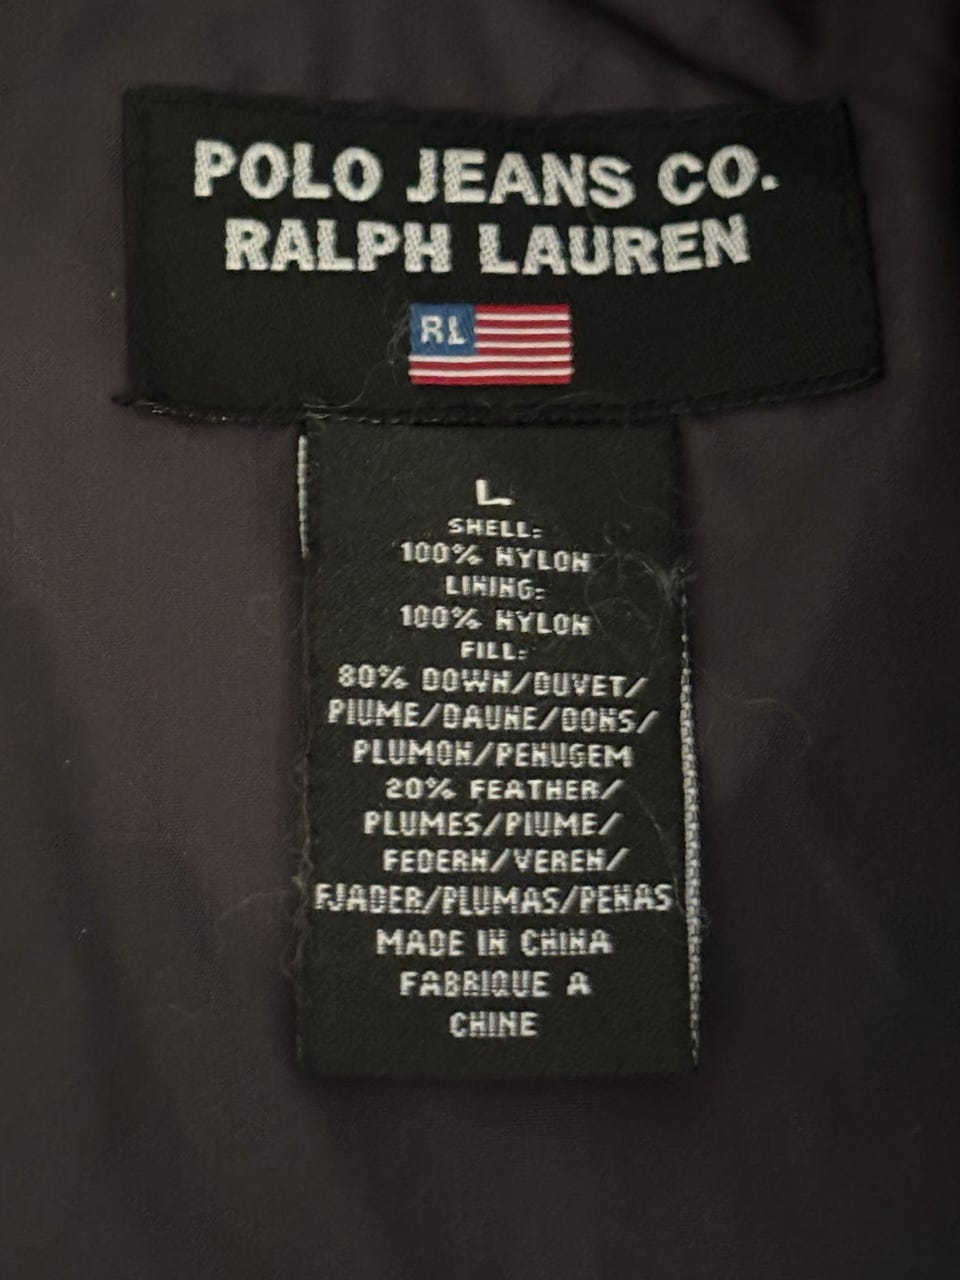 POLO JEANS CO.
RALPH LAUREN
RL
L
SHELL:
100% NYLON
LINING:
100% NYLON
FILL:
80% DOWN/DUVET/
PIUME/DAUNE/DONS/
PLUMON/PENUGEM
20% FEATHER/
PLUMES/PIUME/
FEDERN/VEREN/
FJADER/PLUMAS/PENAS
MADE IN CHINA
FABRIQUE A
CHINE